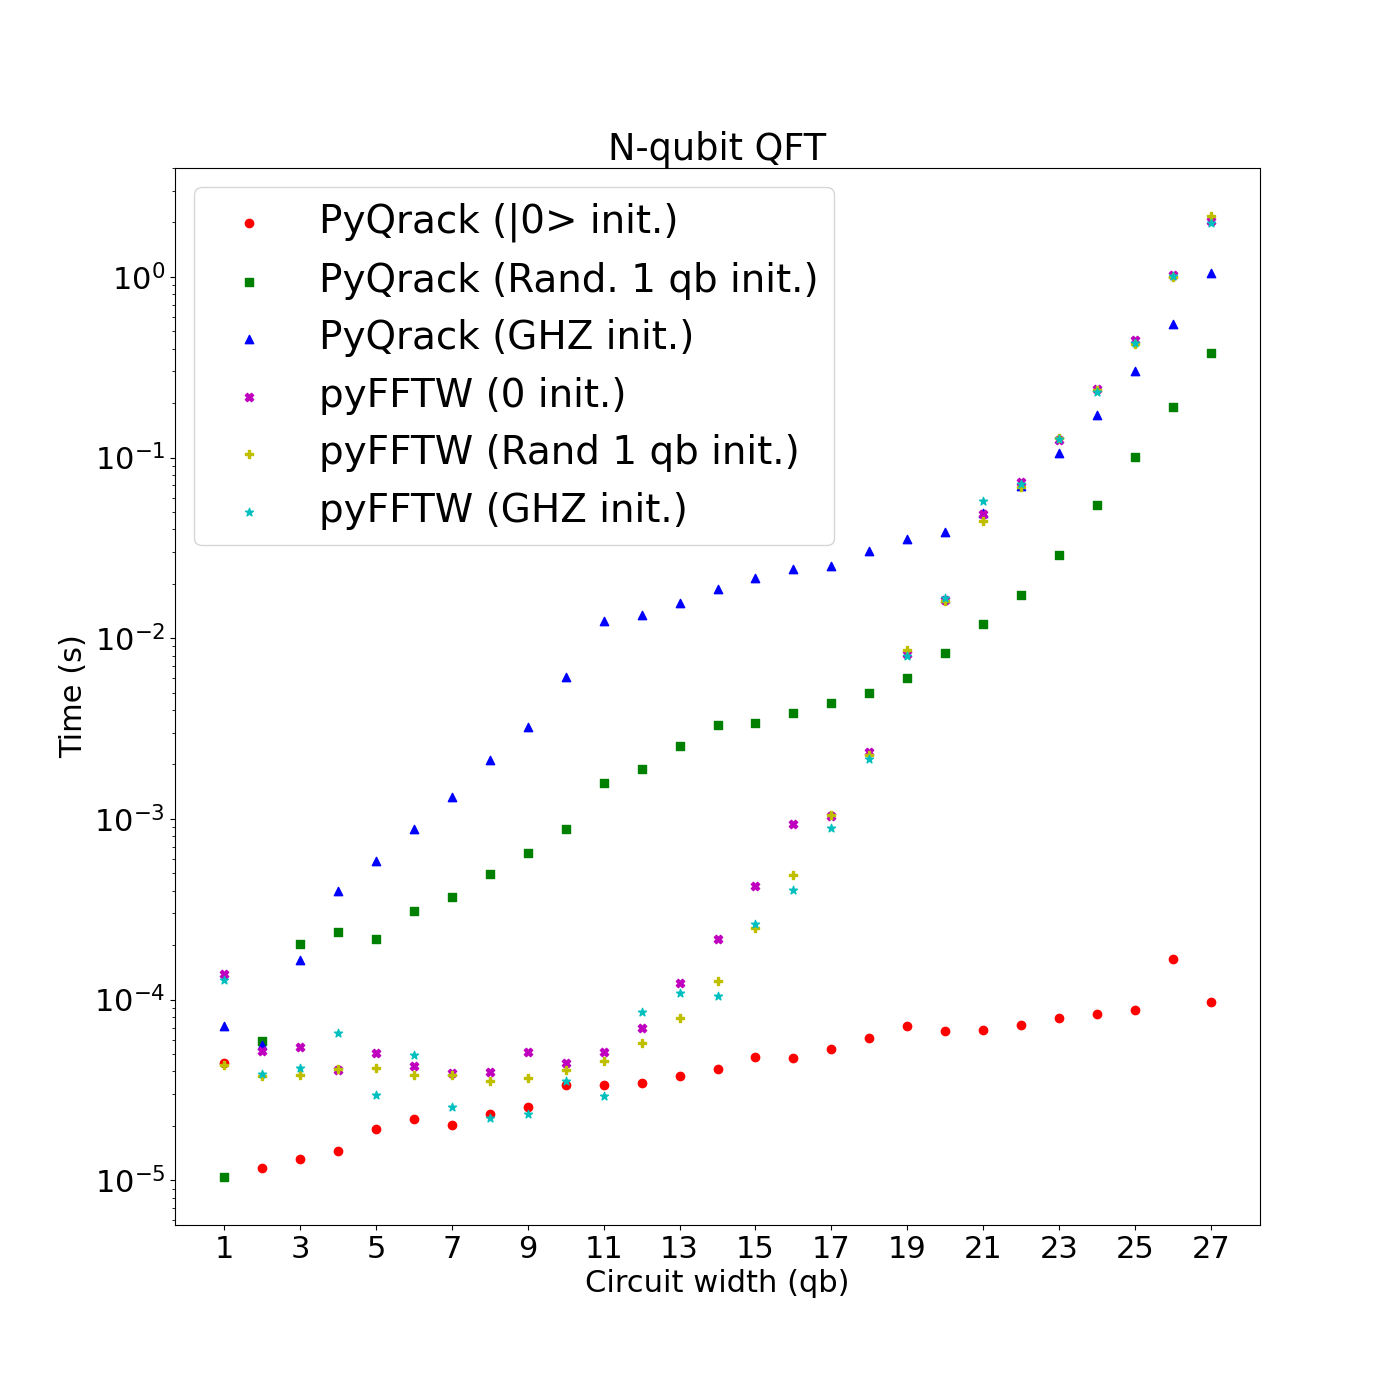 N-qubit QFT
PyQrack (|0> init.)
PyQrack (Rand. 1 qb init.)
PyQrack (GHZ init.)
pyFFTW (0 init.)
pyFFTW (Rand 1 qb init.)
pyFFTW (GHZ init.)
Time (s)
10⁰
10⁻¹
10⁻²
10⁻³
10⁻⁴
10⁻⁵
1 3 5 7 9 11 13 15 17 19 21 23 25 27
Circuit width (qb)